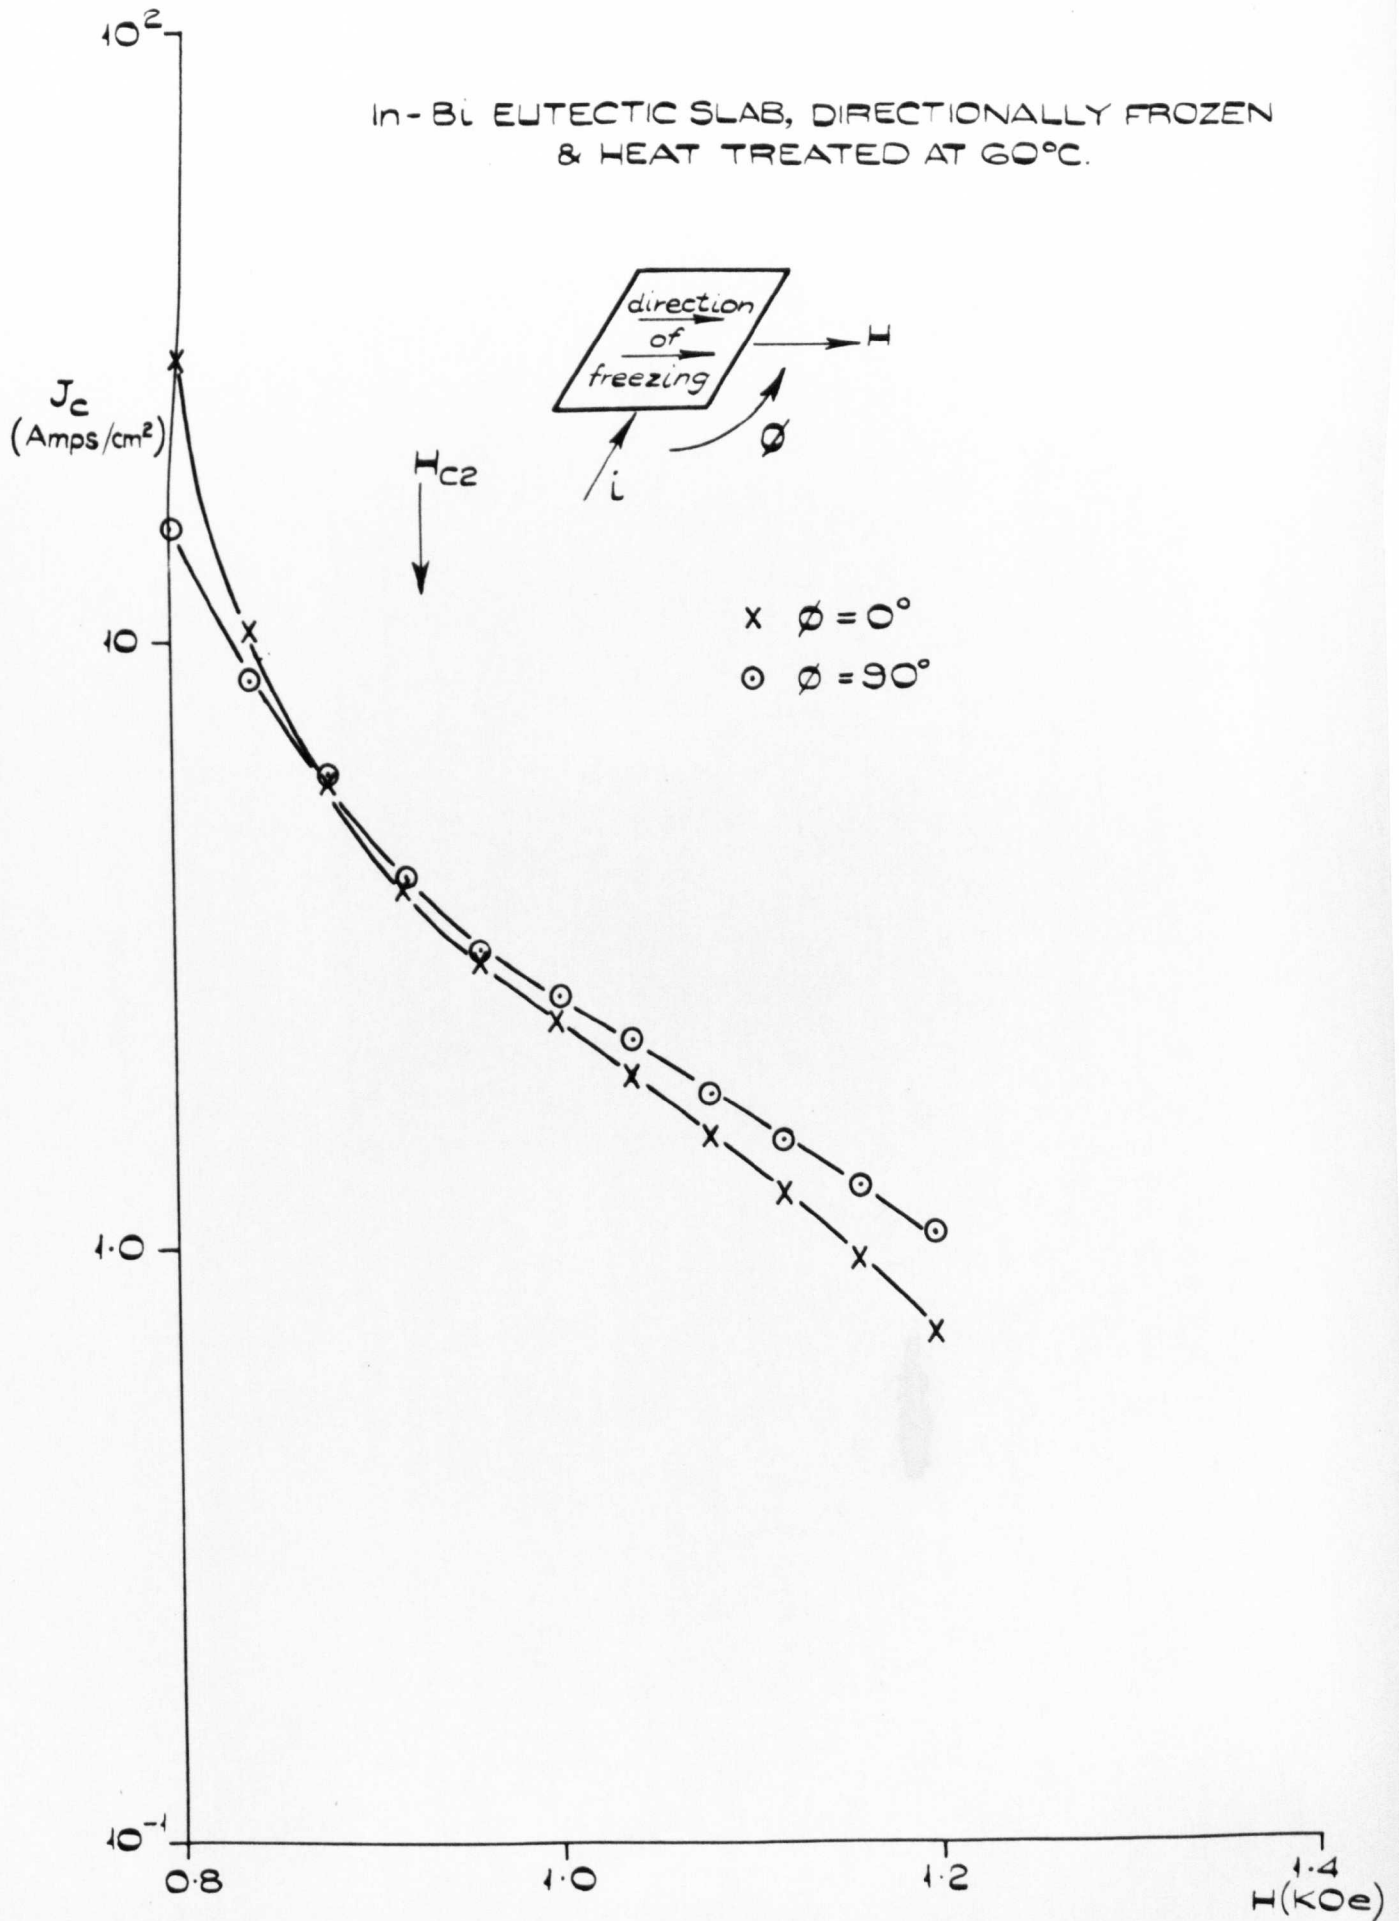 10²
In-Bi EUTECTIC SLAB, DIRECTIONALLY FROZEN
& HEAT TREATED AT 60°C.
direction
of
freezing
H
Jc
(Amps/cm²)
Ø
Hc2
i
x Ø = 0°
10
⊙ Ø = 90°
1·0
10⁻¹
0·8
1·0
1·2
1·4
H(KOe)